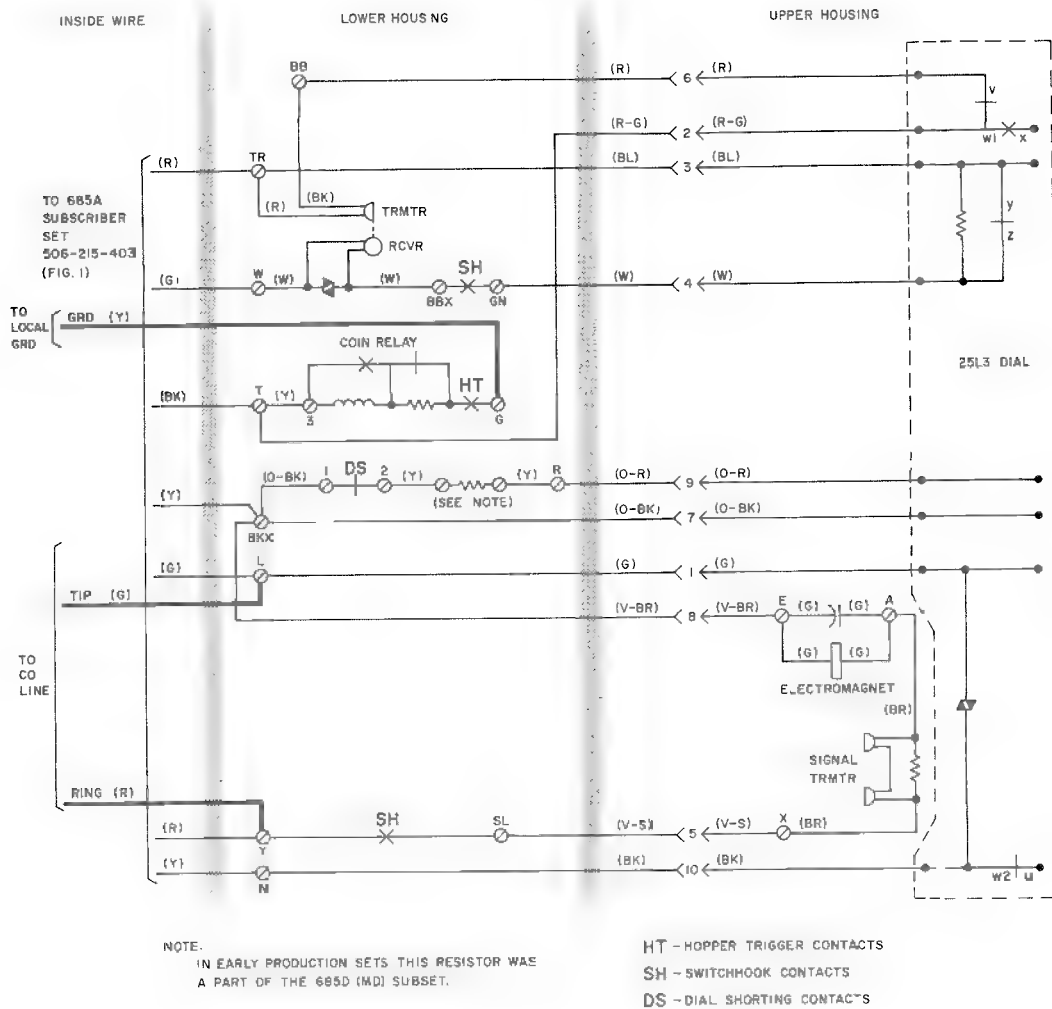 INSIDE WIRE
LOWER HOUSING
UPPER HOUSING
BB
(R)
6
(R)
V
(R-G)
2
(R-G)
W1
X
(R)
TR
(BL)
3
(BL)
TO 685A
SUBSCRIBER
SET
506-215-403
(FIG. 1)
(BK)
(R)
TRMTR
RCVR
Y
Z
(G)
W
(W)
(W)
BBX
SH
GN
(W)
4
(W)
TO
LOCAL
GRD
GRD (Y)
COIN RELAY
25L3 DIAL
(BK)
T
(Y)
3
HT
G
(O-BK)
1
DS
2
(Y)
(SEE NOTE)
(Y)
R
(O-R)
9
(O-R)
(Y)
BKX
(O-BK)
7
(O-BK)
(G)
L
(G)
1
(G)
TIP (G)
(V-BR)
8
(V-BR)
E
(G)
(G)
A
(G)
(G)
ELECTROMAGNET
TO
CO
LINE
(BR)
SIGNAL
TRMTR
RING (R)
(R)
Y
SH
SL
(V-S)
5
(V-S)
X
(BR)
(Y)
N
(BK)
10
(BK)
W2
U
NOTE.
IN EARLY PRODUCTION SETS THIS RESISTOR WAS
A PART OF THE 685D (MD) SUBSET.
HT - HOPPER TRIGGER CONTACTS
SH - SWITCHHOOK CONTACTS
DS - DIAL SHORTING CONTACTS